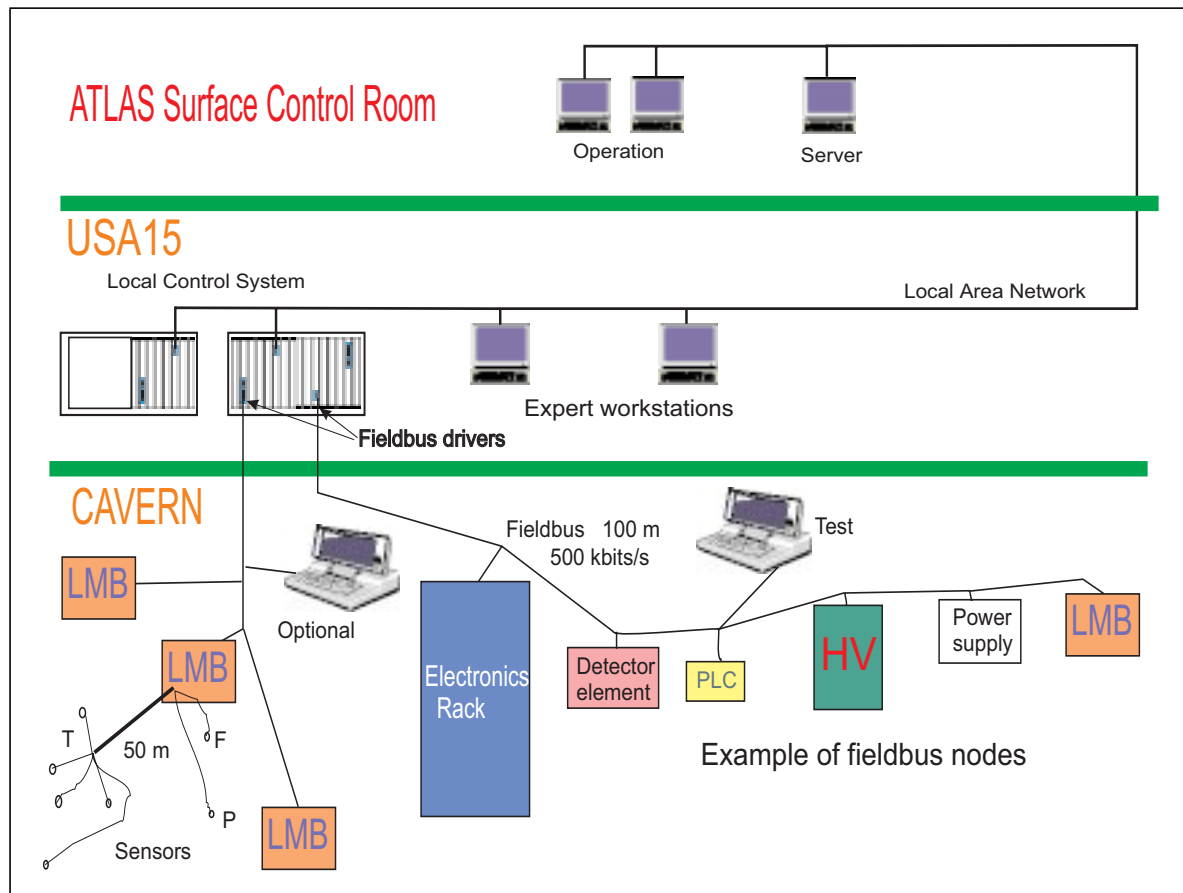 ATLAS Surface Control Room
Operation
Server
USA15
Local Control System
Local Area Network
Expert workstations
Fieldbus drivers
CAVERN
Fieldbus 100 m
500 kbits/s
Test
LMB
Optional
LMB
Electronics
Rack
Detector
element
PLC
HV
Power
supply
LMB
T
50 m
F
P
Sensors
LMB
Example of fieldbus nodes